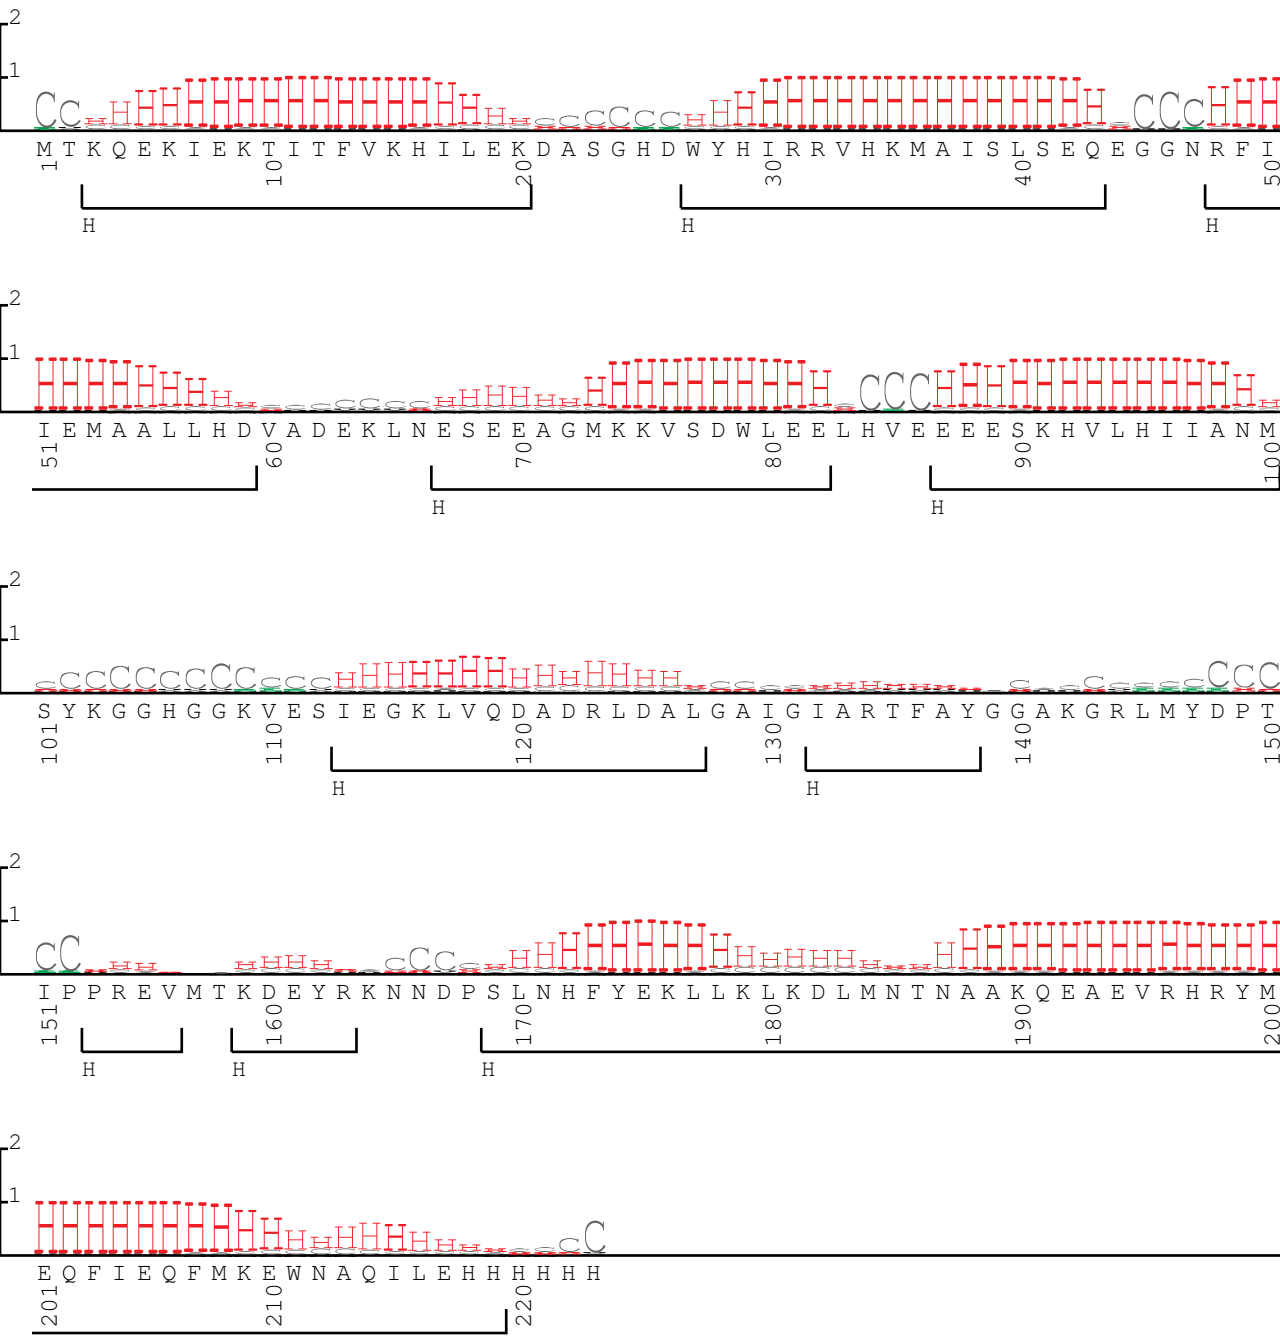 2
1
M T K Q E K I E K T I T F V K H I L E K D A S G H D W Y H I R R V H K M A I S L S E Q E G G N R F I
1 10 20 30 40 50
H H H
2
1
I E M A A L L H D V A D E K L N E S E E A G M K K V S D W L E E L H V E E E E S K H V L H I I A N M
51 60 70 80 90 100
H H
2
1
S Y K G G H G G K V E S I E G K L V Q D A D R L D A L G A I G I A R T F A Y G G A K G R L M Y D P T
101 110 120 130 140 150
H H
2
1
I P P R E V M T K D E Y R K N N D P S L N H F Y E K L L K L K D L M N T N A A K Q E A E V R H R Y M
151 160 170 180 190 200
H H H
2
1
E Q F I E Q F M K E W N A Q I L E H H H H H H
201 210 220